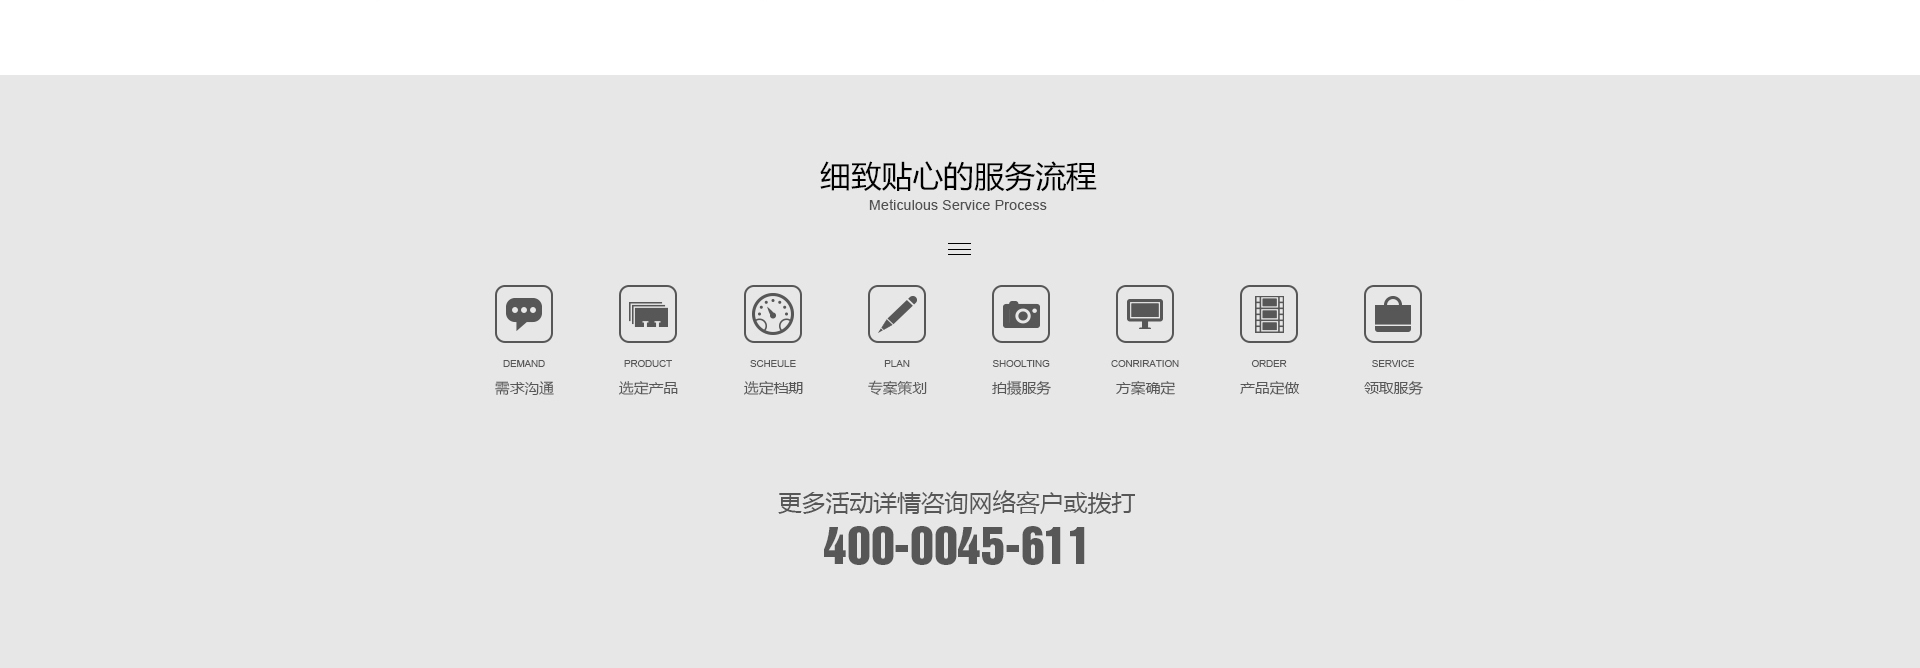 细致贴心的服务流程
Meticulous Service Process
DEMAND PRODUCT SCHEULE PLAN SHOOLTING CONRIRATION ORDER SERVICE
需求沟通 选定产品 选定档期 专案策划 拍摄服务 方案确定 产品定做 领取服务
更多活动详情咨询网络客户或拨打
400-0045-611